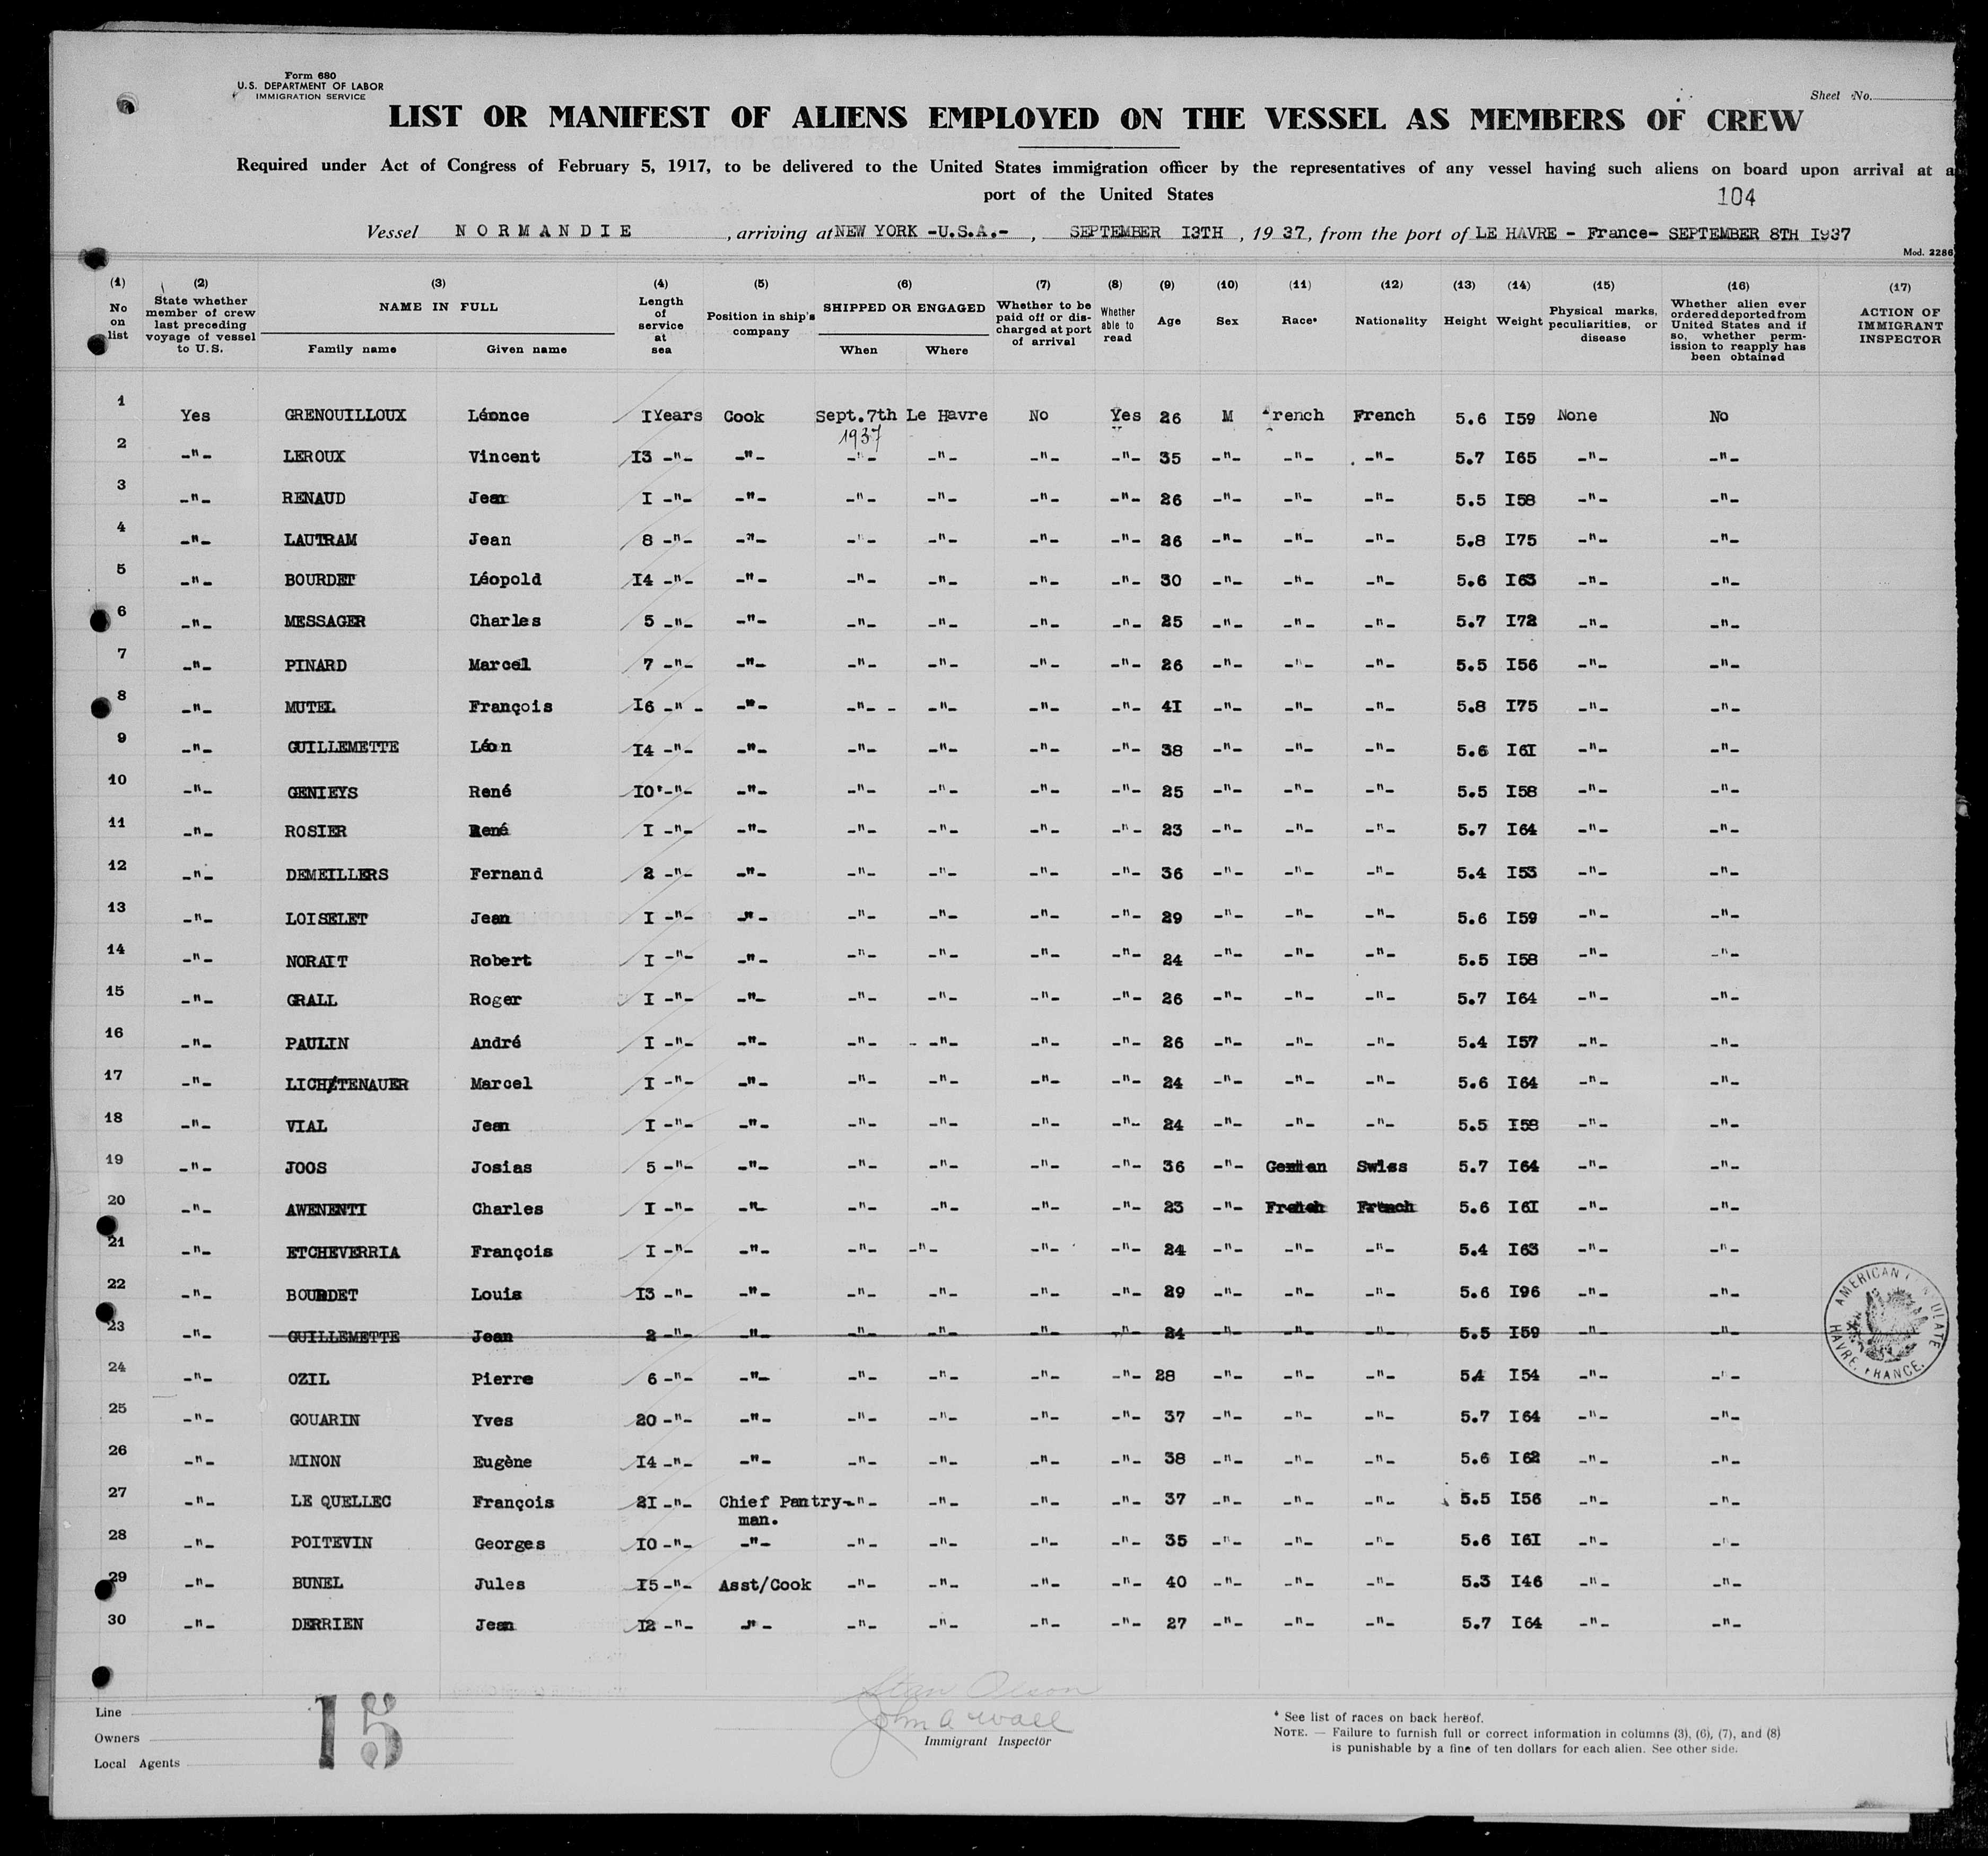 Form 680
U.S. DEPARTMENT OF LABOR
IMMIGRATION SERVICE
Sheet No.
LIST OR MANIFEST OF ALIENS EMPLOYED ON THE VESSEL AS MEMBERS OF CREW
Required under Act of Congress of February 5, 1917, to be delivered to the United States immigration officer by the representatives of any vessel having such aliens on board upon arrival at a
port of the United States
104
Vessel NORMANDIE, arriving at NEW YORK -U.S.A.-, SEPTEMBER I3TH, 19 37, from the port of LE HAVRE - France- SEPTEMBER 8TH I937
Mod. 2286
(1) No on list (2) State whether member of crew last preceding voyage of vessel to U.S. (3) NAME IN FULL Family name Given name (4) Length of service at sea (5) Position in ship's company (6) SHIPPED OR ENGAGED When Where (7) Whether to be paid off or discharged at port of arrival (8) Whether able to read (9) Age (10) Sex (11) Race* (12) Nationality (13) Height (14) Weight (15) Physical marks, peculiarities, or disease (16) Whether alien ever ordered deported from United States and if so, whether permission to reapply has been obtained (17) ACTION OF IMMIGRANT INSPECTOR
1 Yes GRENOUILLOUX Léonce I Years Cook Sept.7th Le Havre No Yes 26 M French French 5.6 I59 None No
1937
2 -"- LEROUX Vincent I3 -"- -"- -"- -"- -"- -"- 35 -"- -"- -"- 5.7 I65 -"- -"-
3 -"- RENAUD Jean I -"- -"- -"- -"- -"- -"- 26 -"- -"- -"- 5.5 I58 -"- -"-
4 -"- LAUTRAM Jean 8 -"- -"- -"- -"- -"- -"- 26 -"- -"- -"- 5.8 I75 -"- -"-
5 -"- BOURDET Léopold I4 -"- -"- -"- -"- -"- -"- 30 -"- -"- -"- 5.6 I63 -"- -"-
6 -"- MESSAGER Charles 5 -"- -"- -"- -"- -"- -"- 25 -"- -"- -"- 5.7 I72 -"- -"-
7 -"- PINARD Marcel 7 -"- -"- -"- -"- -"- -"- 26 -"- -"- -"- 5.5 I56 -"- -"-
8 -"- MUTEL François I6 -"- -"- -"- -"- -"- -"- 4I -"- -"- -"- 5.8 I75 -"- -"-
9 -"- GUILLEMETTE Léon I4 -"- -"- -"- -"- -"- -"- 38 -"- -"- -"- 5.6 I6I -"- -"-
10 -"- GENIEYS René I0 -"- -"- -"- -"- -"- -"- 25 -"- -"- -"- 5.5 I58 -"- -"-
11 -"- ROSIER René I -"- -"- -"- -"- -"- -"- 23 -"- -"- -"- 5.7 I64 -"- -"-
12 -"- DEMEILLERS Fernand 2 -"- -"- -"- -"- -"- -"- 36 -"- -"- -"- 5.4 I53 -"- -"-
13 -"- LOISELET Jean I -"- -"- -"- -"- -"- -"- 29 -"- -"- -"- 5.6 I59 -"- -"-
14 -"- NORAIT Robert I -"- -"- -"- -"- -"- -"- 24 -"- -"- -"- 5.5 I58 -"- -"-
15 -"- GRALL Roger I -"- -"- -"- -"- -"- -"- 26 -"- -"- -"- 5.7 I64 -"- -"-
16 -"- PAULIN André I -"- -"- -"- -"- -"- -"- 26 -"- -"- -"- 5.4 I57 -"- -"-
17 -"- LICHTENAUER Marcel I -"- -"- -"- -"- -"- -"- 24 -"- -"- -"- 5.6 I64 -"- -"-
18 -"- VIAL Jean I -"- -"- -"- -"- -"- -"- 24 -"- -"- -"- 5.5 I58 -"- -"-
19 -"- JOOS Josias 5 -"- -"- -"- -"- -"- -"- 36 -"- German Swiss 5.7 I64 -"- -"-
20 -"- AWENENTI Charles I -"- -"- -"- -"- -"- -"- 23 -"- French French 5.6 I6I -"- -"-
21 -"- ETCHEVERRIA François I -"- -"- -"- -"- -"- -"- 24 -"- -"- -"- 5.4 I63 -"- -"-
22 -"- BOURDET Louis I3 -"- -"- -"- -"- -"- -"- 29 -"- -"- -"- 5.6 I96 -"- -"-
23 -"- GUILLEMETTE Jean 2 -"- -"- -"- -"- -"- -"- 24 -"- -"- -"- 5.5 I59 -"- -"-
24 -"- OZIL Pierre 6 -"- -"- -"- -"- -"- -"- 28 -"- -"- -"- 5.4 I54 -"- -"-
25 -"- GOUARIN Yves 20 -"- -"- -"- -"- -"- -"- 37 -"- -"- -"- 5.7 I64 -"- -"-
26 -"- MINON Eugène I4 -"- -"- -"- -"- -"- -"- 38 -"- -"- -"- 5.6 I62 -"- -"-
27 -"- LE QUELLEC François 2I -"- Chief Pantry- -"- -"- -"- -"- 37 -"- -"- -"- 5.5 I56 -"- -"-
man.
28 -"- POITEVIN Georges I0 -"- -"- -"- -"- -"- -"- 35 -"- -"- -"- 5.6 I6I -"- -"-
29 -"- BUNEL Jules I5 -"- Asst/Cook -"- -"- -"- -"- 40 -"- -"- -"- 5.3 I46 -"- -"-
30 -"- DERRIEN Jean I2 -"- -"- -"- -"- -"- -"- 27 -"- -"- -"- 5.7 I64 -"- -"-
AMERICAN CONSULATE
HAVRE, FRANCE.
Stan Olson
John A Wall
Immigrant Inspector
Line
Owners
Local Agents
15
* See list of races on back hereof.
NOTE. — Failure to furnish full or correct information in columns (3), (6), (7), and (8)
is punishable by a fine of ten dollars for each alien. See other side.